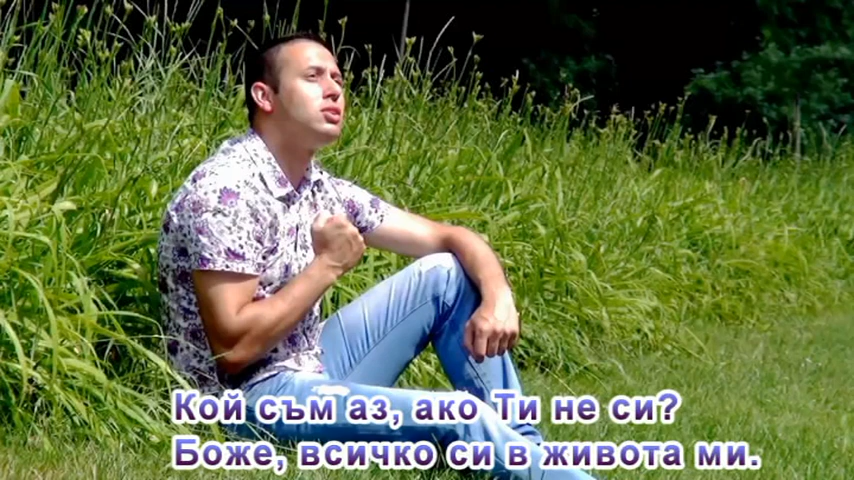 Кой съм аз, ако Ти не си?
Боже, всичко си в живота ми.